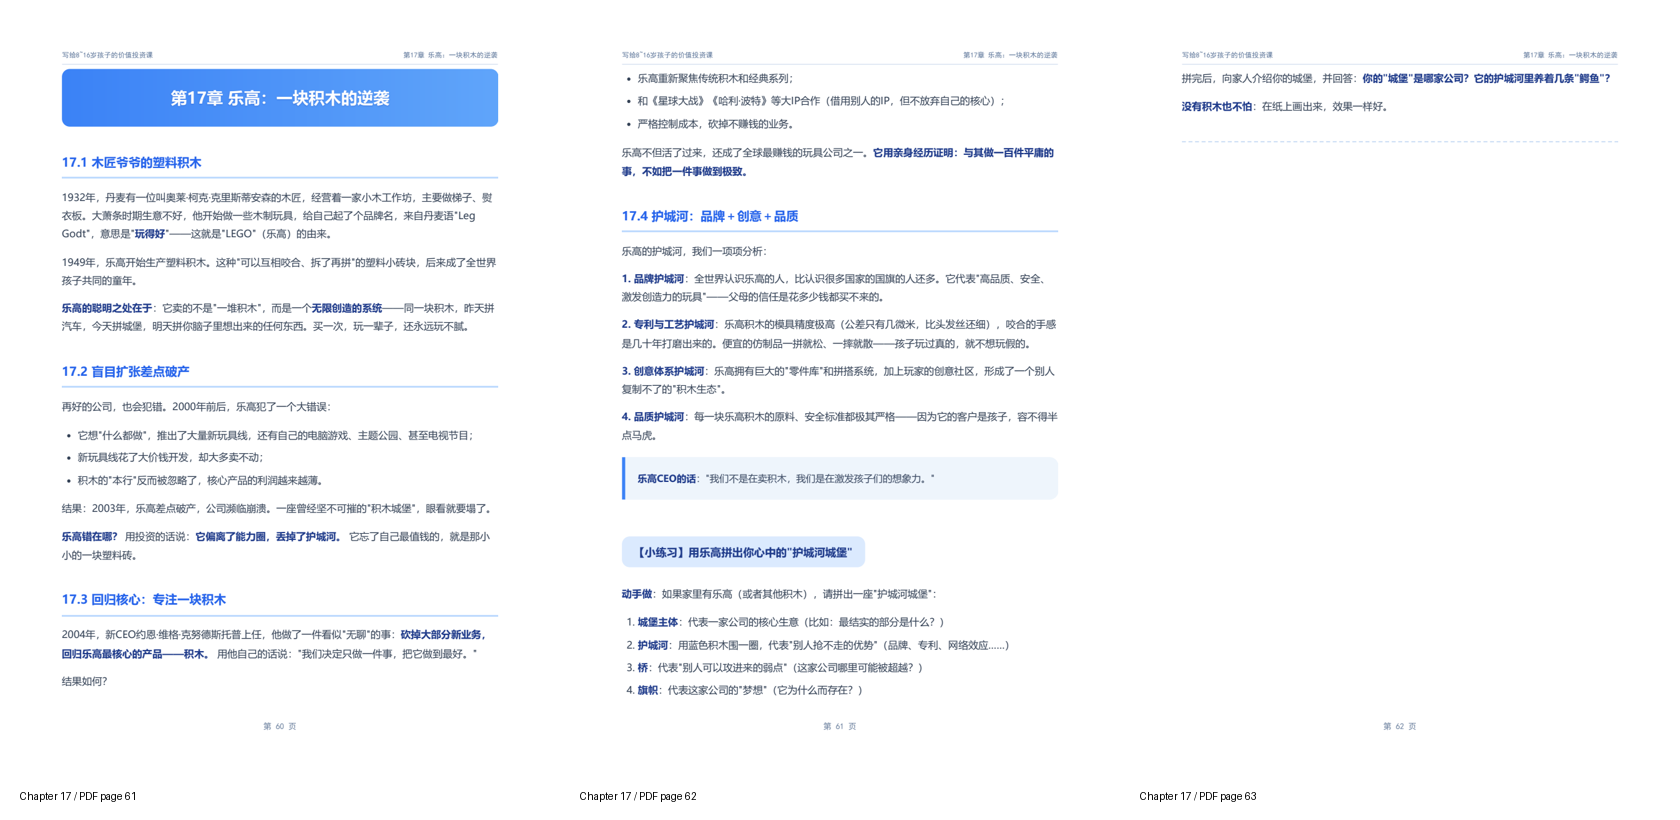 写给8~16岁孩子的价值投资课
第17章 乐高：一块积木的逆袭
第17章 乐高：一块积木的逆袭
17.1 木匠爷爷的塑料积木
1932年，丹麦有一位叫奥莱·柯克·克里斯蒂安森的木匠，经营着一家小木工作坊，主要做梯子、熨
衣板。大萧条时期生意不好，他开始做一些木制玩具，给自己起了个品牌名，来自丹麦语"Leg
Godt"，意思是"玩得好"——这就是"LEGO"（乐高）的由来。
1949年，乐高开始生产塑料积木。这种"可以互相咬合、拆了再拼"的塑料小砖块，后来成了全世界
孩子共同的童年。
乐高的聪明之处在于：它卖的不是"一堆积木"，而是一个无限创造的系统——同一块积木，昨天拼
汽车，今天拼城堡，明天拼你脑子里想出来的任何东西。买一次，玩一辈子，还永远玩不腻。
17.2 盲目扩张差点破产
再好的公司，也会犯错。2000年前后，乐高犯了一个大错误：
• 它想"什么都做"，推出了大量新玩具线，还有自己的电脑游戏、主题公园、甚至电视节目；
• 新玩具线花了大价钱开发，却大多卖不动；
• 积木的"本行"反而被忽略了，核心产品的利润越来越薄。
结果：2003年，乐高差点破产，公司濒临崩溃。一座曾经坚不可摧的"积木城堡"，眼看就要塌了。
乐高错在哪？ 用投资的话说：它偏离了能力圈，丢掉了护城河。 它忘了自己最值钱的，就是那小
小的一块塑料砖。
17.3 回归核心：专注一块积木
2004年，新CEO约恩·维格·克努德斯托普上任，他做了一件看似"无聊"的事：砍掉大部分新业务，
回归乐高最核心的产品——积木。 用他自己的话说："我们决定只做一件事，把它做到最好。"
结果如何？
第 60 页
Chapter 17 / PDF page 61
写给8~16岁孩子的价值投资课
第17章 乐高：一块积木的逆袭
• 乐高重新聚焦传统积木和经典系列；
• 和《星球大战》《哈利·波特》等大IP合作（借用别人的IP，但不放弃自己的核心）；
• 严格控制成本，砍掉不赚钱的业务。
乐高不但活了过来，还成了全球最赚钱的玩具公司之一。它用亲身经历证明：与其做一百件平庸的
事，不如把一件事做到极致。
17.4 护城河：品牌＋创意＋品质
乐高的护城河，我们一项项分析：
1. 品牌护城河：全世界认识乐高的人，比认识很多国家的国旗的人还多。它代表"高品质、安全、
激发创造力的玩具"——父母的信任是花多少钱都买不来的。
2. 专利与工艺护城河：乐高积木的模具精度极高（公差只有几微米，比头发丝还细），咬合的手感
是几十年打磨出来的。便宜的仿制品一拼就松、一摔就散——孩子玩过真的，就不想玩假的。
3. 创意体系护城河：乐高拥有巨大的"零件库"和拼搭系统，加上玩家的创意社区，形成了一个别人
复制不了的"积木生态"。
4. 品质护城河：每一块乐高积木的原料、安全标准都极其严格——因为它的客户是孩子，容不得半
点马虎。
乐高CEO的话："我们不是在卖积木，我们是在激发孩子们的想象力。"
【小练习】用乐高拼出你心中的"护城河城堡"
动手做：如果家里有乐高（或者其他积木），请拼出一座"护城河城堡"：
1. 城堡主体：代表一家公司的核心生意（比如：最结实的部分是什么？）
2. 护城河：用蓝色积木围一圈，代表"别人抢不走的优势"（品牌、专利、网络效应……）
3. 桥：代表"别人可以攻进来的弱点"（这家公司哪里可能被超越？）
4. 旗帜：代表这家公司的"梦想"（它为什么而存在？）
第 61 页
Chapter 17 / PDF page 62
写给8~16岁孩子的价值投资课
第17章 乐高：一块积木的逆袭
拼完后，向家人介绍你的城堡，并回答：你的"城堡"是哪家公司？它的护城河里养着几条"鳄鱼"？
没有积木也不怕：在纸上画出来，效果一样好。
第 62 页
Chapter 17 / PDF page 63